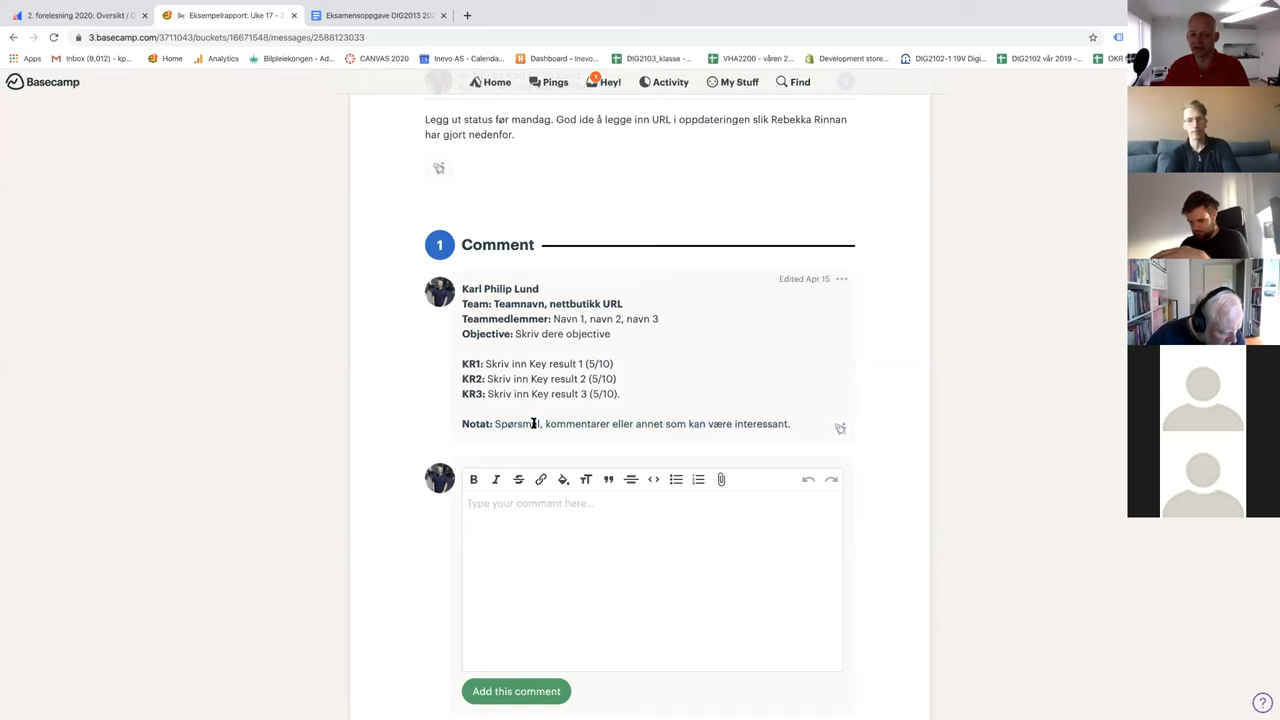 2. forelesning 2020: Oversikt / O
Eksempelrapport: Uke 17 - 2
Eksamensoppgave DIG2013 202
3.basecamp.com/3711043/buckets/16671548/messages/2588123033
Apps
Inbox (8,012) - kp...
Home
Analytics
Bilpleiekongen - Ad...
CANVAS 2020
Inevo AS - Calenda...
Dashboard – Inevo...
DIG2103_klasse -...
VHA2200 - våren 2...
Development store...
DIG2102-1 19V Digi...
DIG2102 vår 2019 -...
OKR
Basecamp
Home
Pings
1
Hey!
Activity
My Stuff
Find
Legg ut status før mandag. God ide å legge inn URL i oppdateringen slik Rebekka Rinnan
har gjort nedenfor.
1
Comment
Edited Apr 15
Karl Philip Lund
Team: Teamnavn, nettbutikk URL
Teammedlemmer: Navn 1, navn 2, navn 3
Objective: Skriv dere objective
KR1: Skriv inn Key result 1 (5/10)
KR2: Skriv inn Key result 2 (5/10)
KR3: Skriv inn Key result 3 (5/10).
Notat: Spørsmål, kommentarer eller annet som kan være interessant.
Type your comment here...
Add this comment